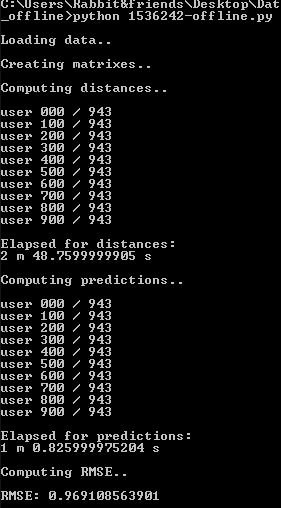 C:\Users\Rabbit&friends\Desktop\Dat
_offline>python 1536242-offline.py
Loading data..
Creating matrixes..
Computing distances..
user 000 / 943
user 100 / 943
user 200 / 943
user 300 / 943
user 400 / 943
user 500 / 943
user 600 / 943
user 700 / 943
user 800 / 943
user 900 / 943
Elapsed for distances:
2 m 48.7599999905 s
Computing predictions..
user 000 / 943
user 100 / 943
user 200 / 943
user 300 / 943
user 400 / 943
user 500 / 943
user 600 / 943
user 700 / 943
user 800 / 943
user 900 / 943
Elapsed for predictions:
1 m 0.825999975204 s
Computing RMSE..
RMSE: 0.969108563901